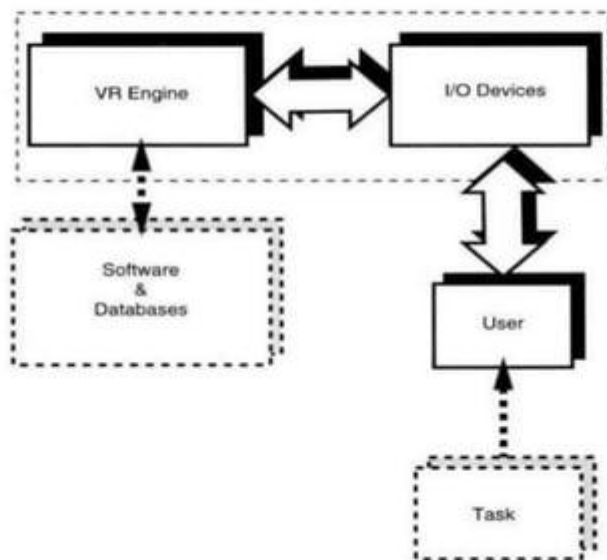 VR Engine
I/O Devices
Software
&
Databases
User
Task